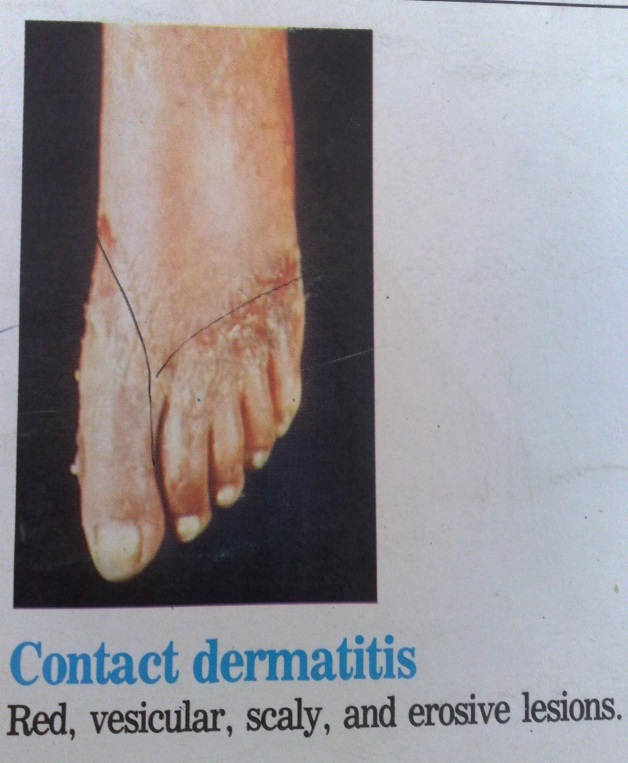 Contact dermatitis
Red, vesicular, scaly, and erosive lesions.